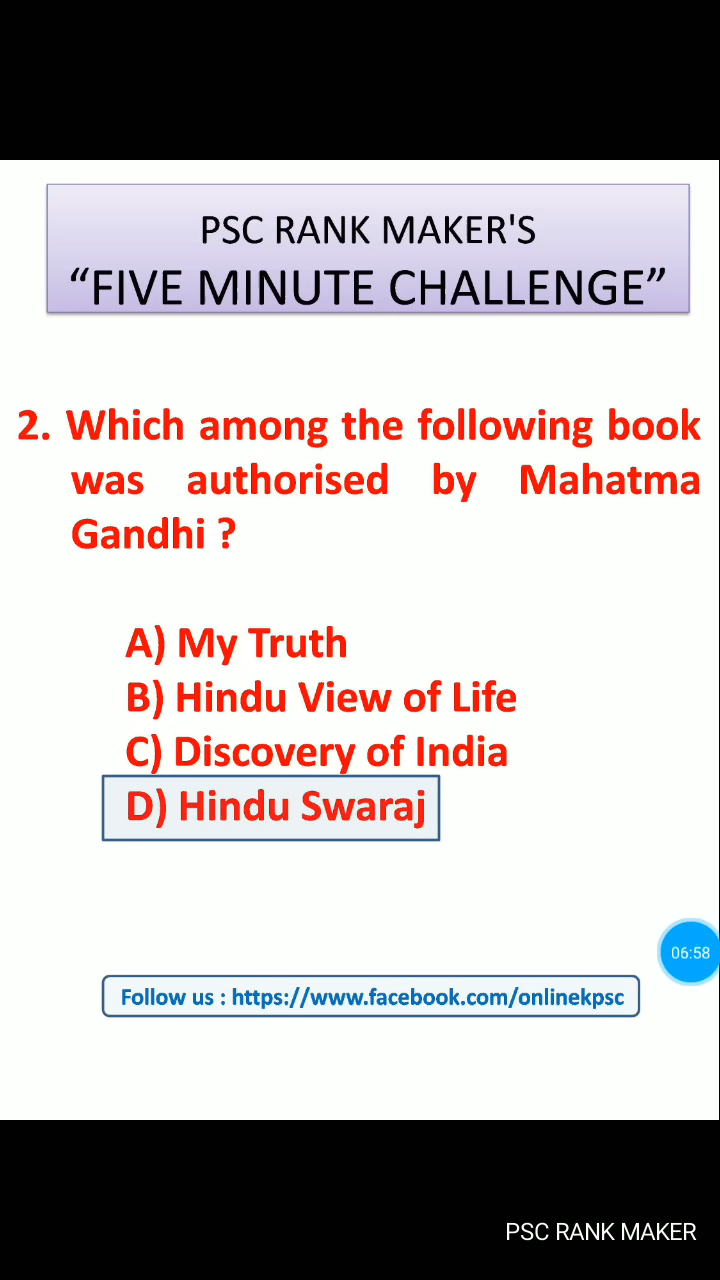 PSC RANK MAKER'S
“FIVE MINUTE CHALLENGE”
2. Which among the following book
was authorised by Mahatma
Gandhi ?
A) My Truth
B) Hindu View of Life
C) Discovery of India
D) Hindu Swaraj
06:58
Follow us : https://www.facebook.com/onlinekpsc
PSC RANK MAKER